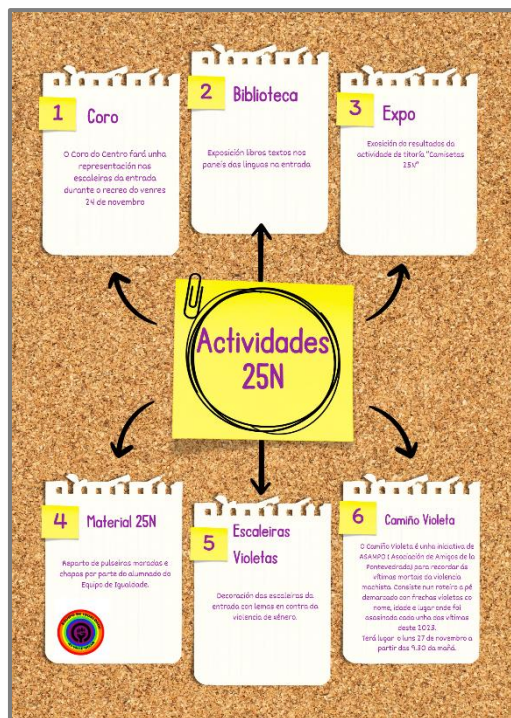 1
Coro
O Coro do Centro fará unha
representación nas
escaleiras da entrada
durante o recreo do venres
24 de novembro
2
Biblioteca
Exposición libros textos nos
paneis das linguas na entrada
3
Expo
Exosición do resultados da
actividade de titoría "Camisetas
25N"
Actividades
25N
4
Material 25N
Reparto de pulseiras moradas e
chapas por parte do alumnado do
Equipo de Igualdade.
5
Escaleiras
Violetas
Decoración das escaleiras da
entrada con lemas en contra da
violencia de xénero.
6
Camiño Violeta
O Camiño Violeta é unha iniciativa de
ASAMPO ( Asociación de Amigos de la
Pontevedrada) para recordar ás
vítimas mortais da violencia
machista. Consiste nun roteiro a pé
demarcado con frechas violetas co
nome, idade e lugar onde foi
asasinada cada unha das vítimas
deste 2023.
Terá lugar o luns 27 de novembro a
partir das 9.30 da mañá.